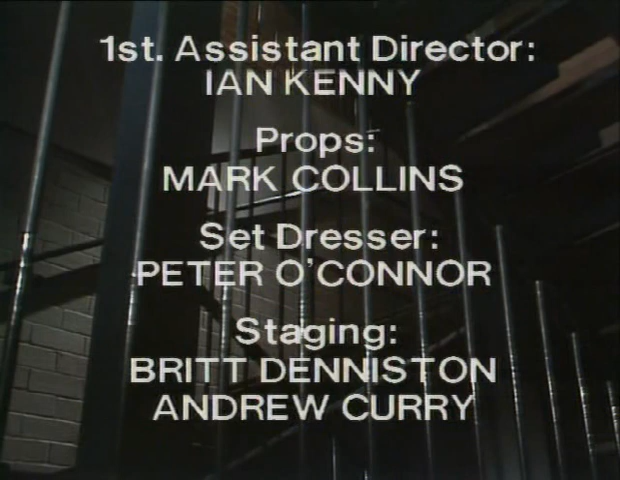 1st. Assistant Director:
IAN KENNY
Props:
MARK COLLINS
Set Dresser:
PETER O'CONNOR
Staging:
BRITT DENNISTON
ANDREW CURRY